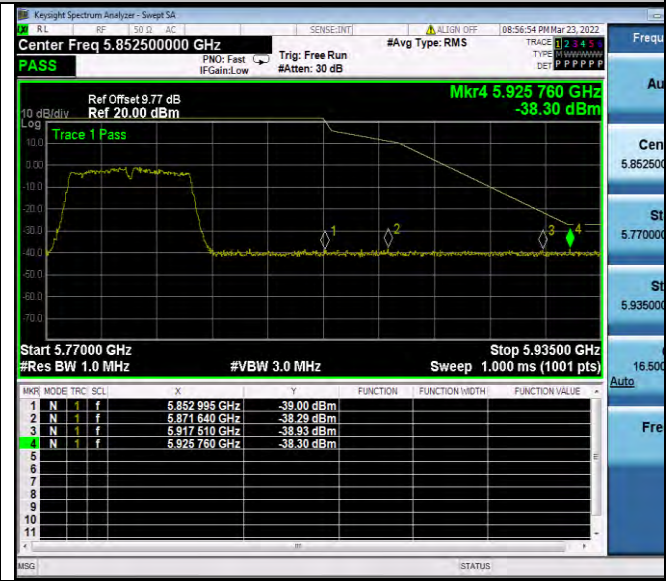 Keysight Spectrum Analyzer - Swept SA
RL RF 50 Ω AC SENSE:INT ALIGN OFF 08:56:54 PM Mar 23, 2022
Center Freq 5.852500000 GHz #Avg Type: RMS TRACE 1 2 3 4 5 6
PNO: Fast Trig: Free Run TYPE M WWWWW
PASS IFGain:Low #Atten: 30 dB DET P P P P P P
Mkr4 5.925 760 GHz
-38.30 dBm
Ref Offset 9.77 dB
10 dB/div Ref 20.00 dBm
Log
Trace 1 Pass
10.0
0.00
-10.0
-20.0
-30.0
-40.0
-50.0
-60.0
-70.0
1 2 3 4
Start 5.77000 GHz Stop 5.93500 GHz
#Res BW 1.0 MHz #VBW 3.0 MHz Sweep 1.000 ms (1001 pts)
MKR MODE TRC SCL X Y FUNCTION FUNCTION WIDTH FUNCTION VALUE
1 N 1 f 5.852 995 GHz -39.00 dBm
2 N 1 f 5.871 640 GHz -38.29 dBm
3 N 1 f 5.917 510 GHz -38.93 dBm
4 N 1 f 5.925 760 GHz -38.30 dBm
5
6
7
8
9
10
11
MSG STATUS
Frequ
Au
Cen
5.852500
St
5.770000
St
5.935000
16.500
Auto
Fre